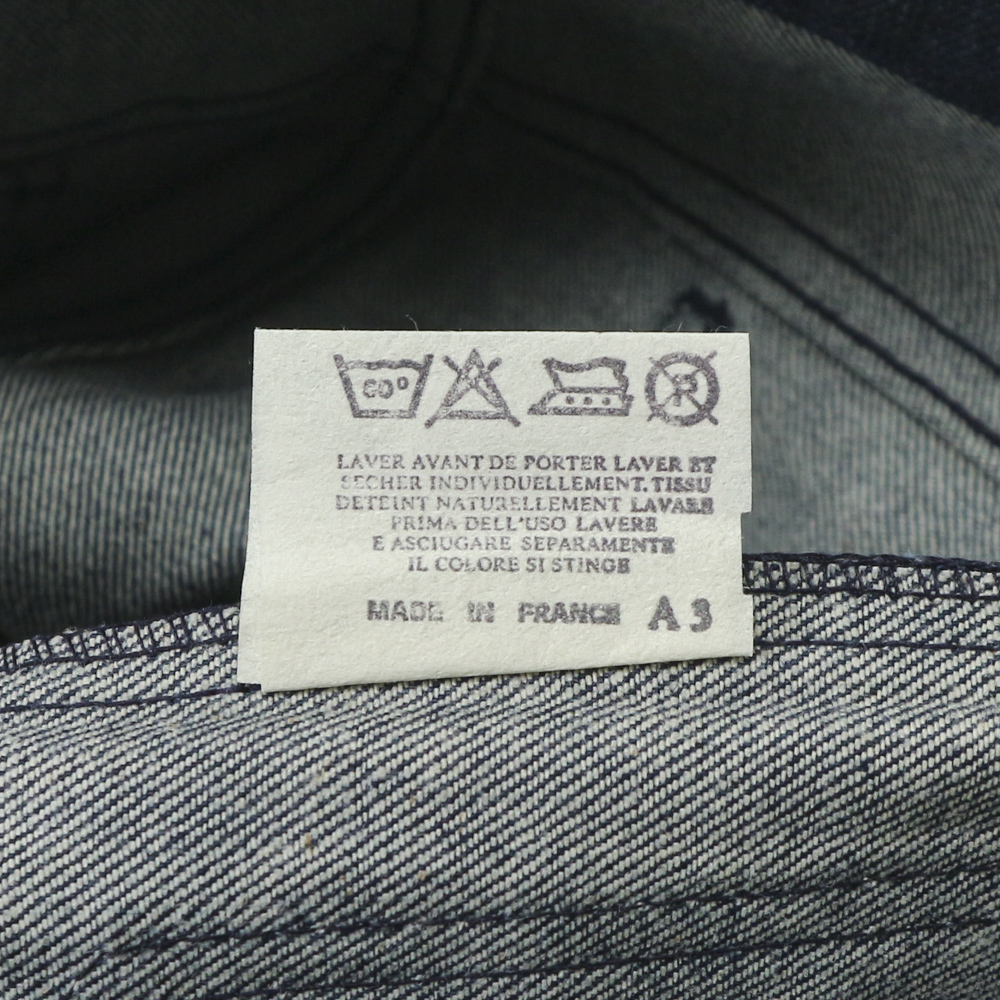 60°
R
LAVER AVANT DE PORTER LAVER ET
SECHER INDIVIDUELLEMENT. TISSU
DETEINT NATURELLEMENT LAVARE
PRIMA DELL'USO LAVERE
E ASCIUGARE SEPARAMENTE
IL COLORE SI STINGE
MADE IN FRANCE A 3